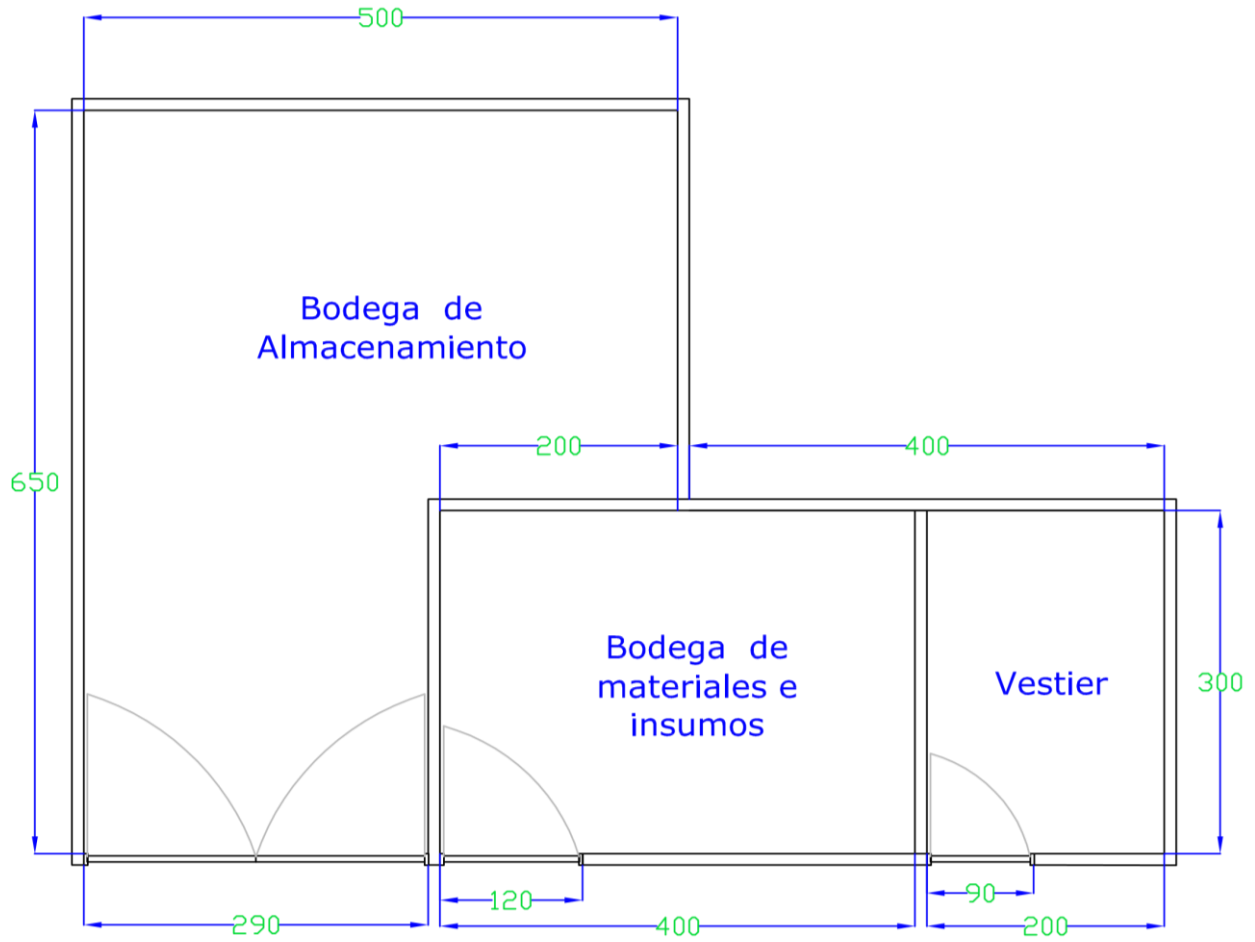 500
Bodega de
Almacenamiento
200
400
650
Bodega de
materiales e
insumos
Vestier
300
120
90
290
400
200